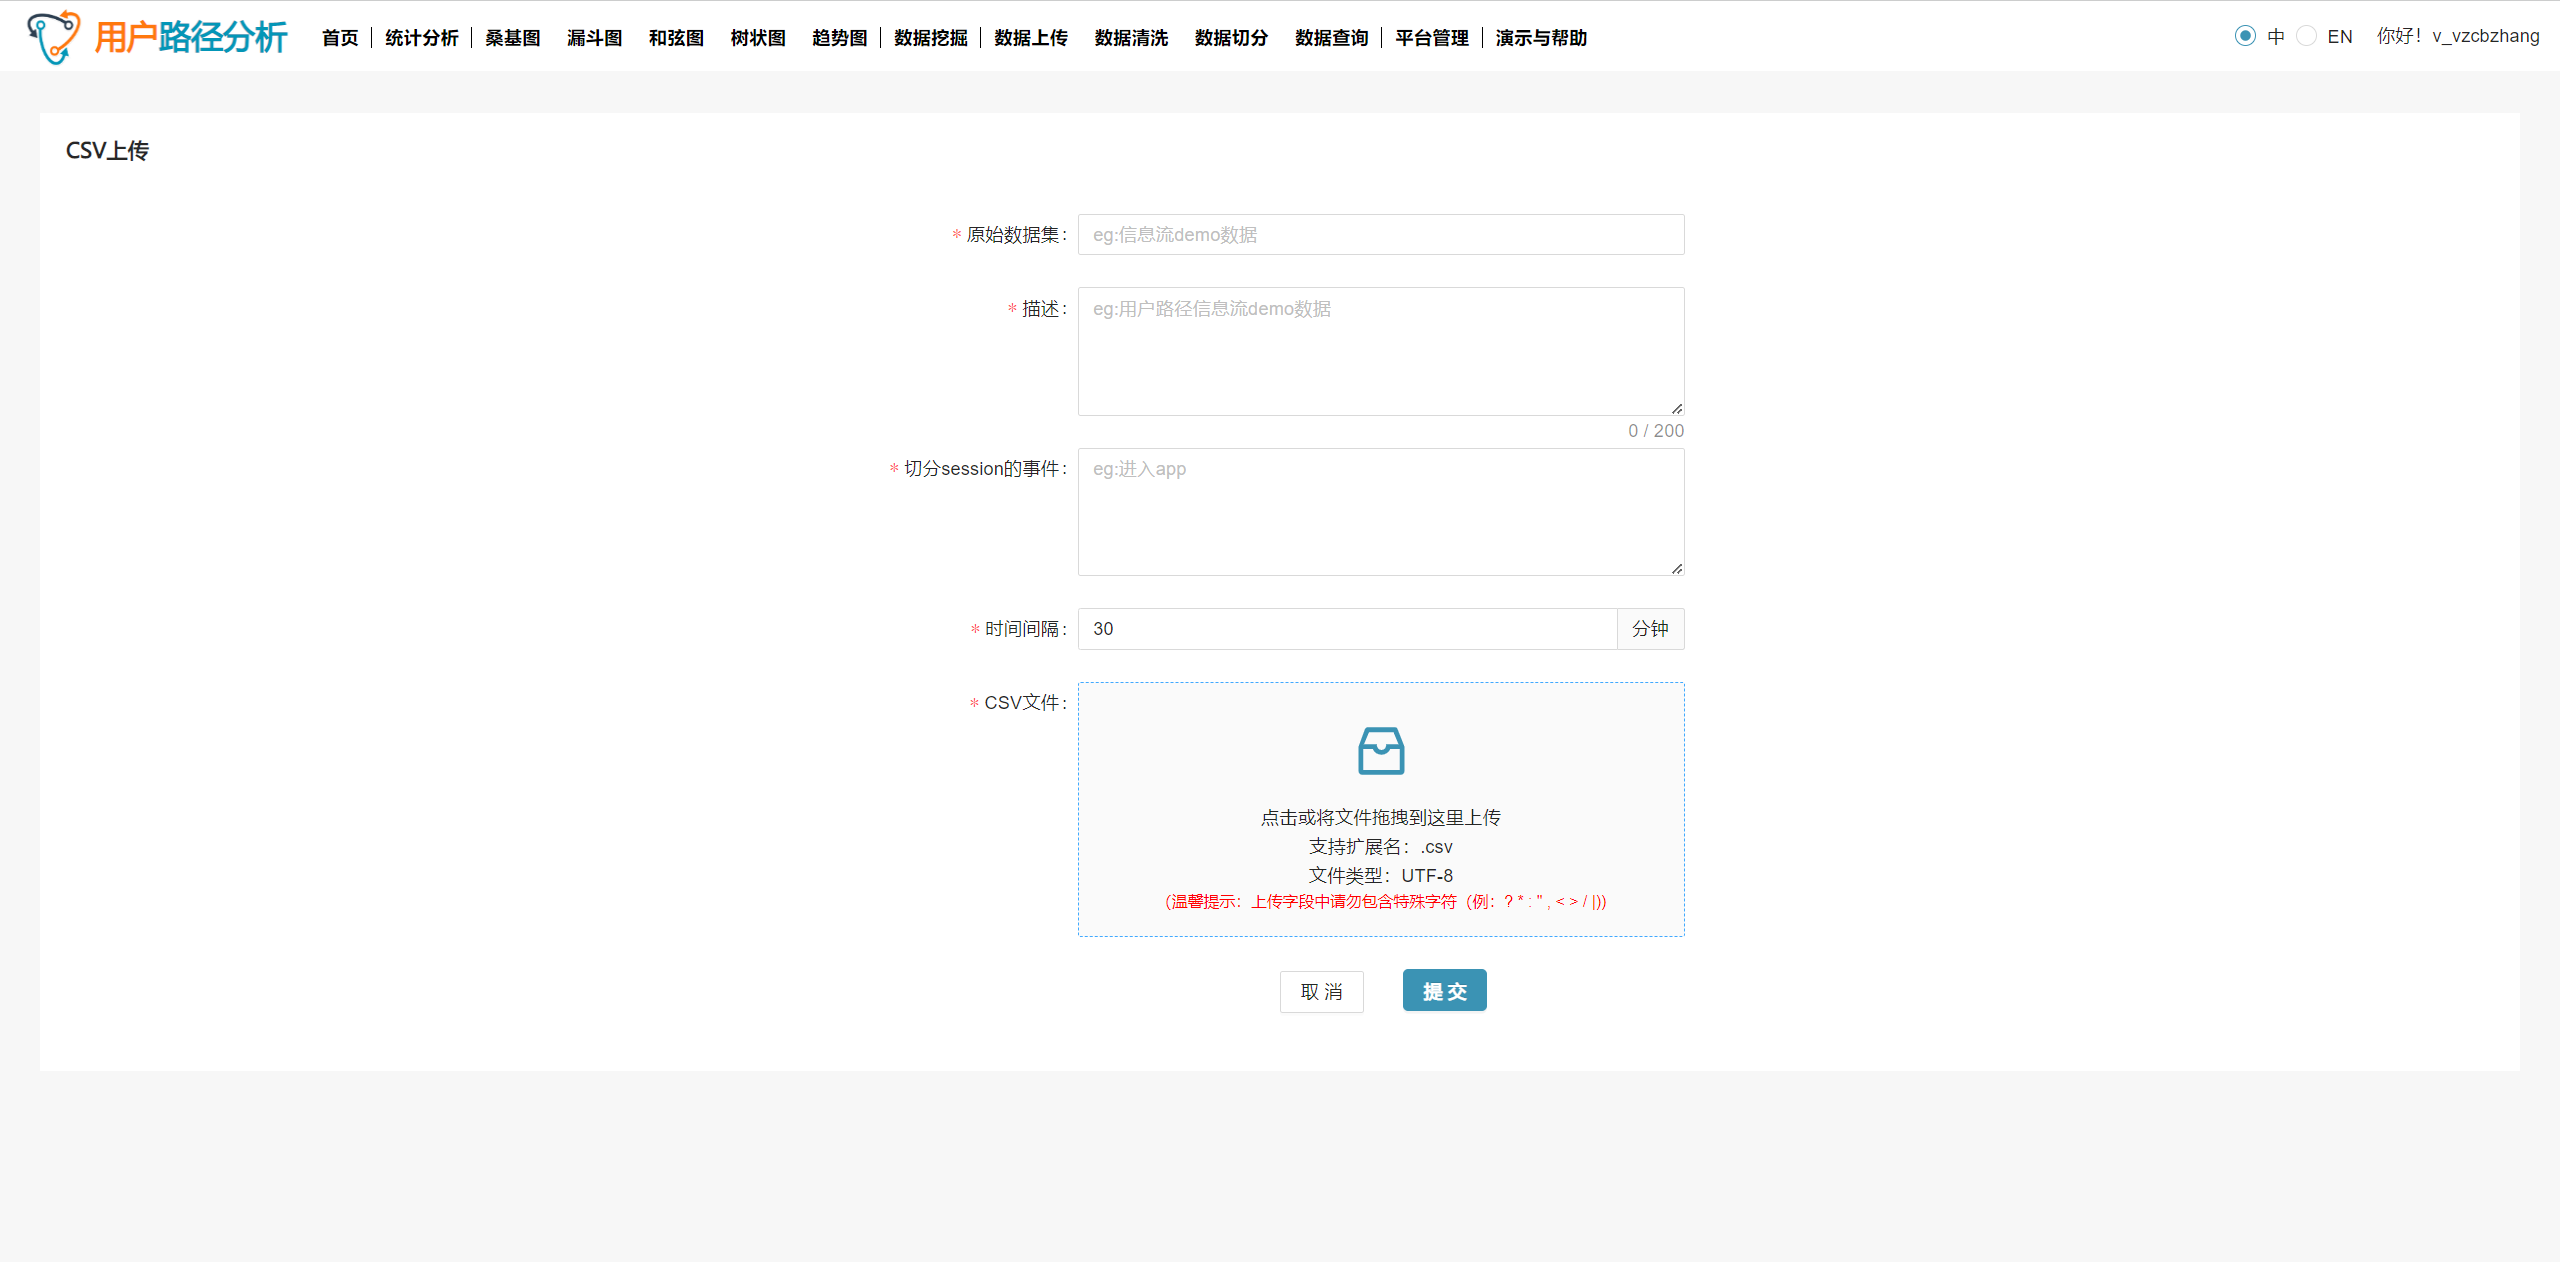 用户路径分析 首页 统计分析 桑基图 漏斗图 和弦图 树状图 趋势图 数据挖掘 数据上传 数据清洗 数据切分 数据查询 平台管理 演示与帮助 中 EN 你好！v_vzcbzhang
CSV上传
* 原始数据集: eg:信息流demo数据
* 描述: eg:用户路径信息流demo数据
0 / 200
* 切分session的事件: eg:进入app
* 时间间隔: 30 分钟
* CSV文件:
点击或将文件拖拽到这里上传
支持扩展名：.csv
文件类型：UTF-8
（温馨提示：上传字段中请勿包含特殊字符（例：? * : " , < > / |))
取 消 提 交